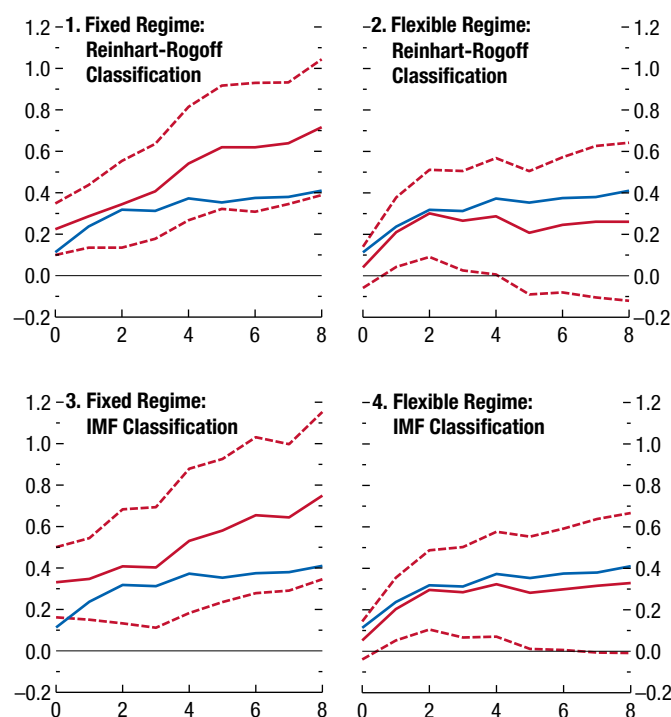 1. Fixed Regime:
Reinhart-Rogoff
Classification
1.2
1.0
0.8
0.6
0.4
0.2
0.0
–0.2
0 2 4 6 8
2. Flexible Regime:
Reinhart-Rogoff
Classification
1.2
1.0
0.8
0.6
0.4
0.2
0.0
–0.2
0 2 4 6 8
3. Fixed Regime:
IMF Classification
1.2
1.0
0.8
0.6
0.4
0.2
0.0
–0.2
0 2 4 6 8
4. Flexible Regime:
IMF Classification
1.2
1.0
0.8
0.6
0.4
0.2
0.0
–0.2
0 2 4 6 8